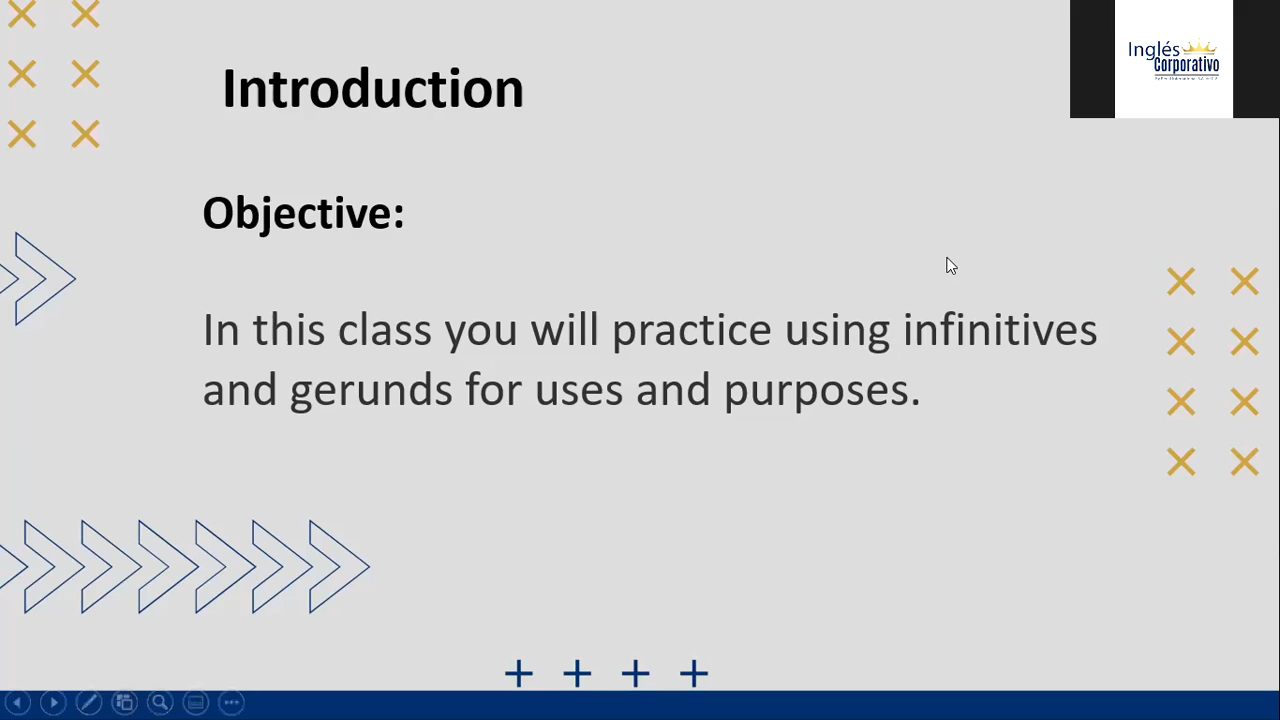 Introduction
Inglés
Corporativo
Objective:
In this class you will practice using infinitives
and gerunds for uses and purposes.